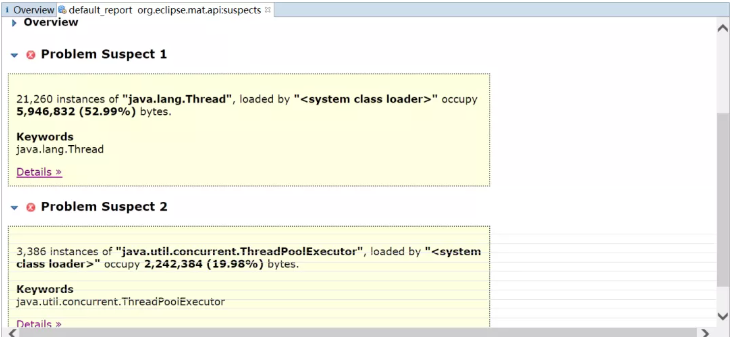 Overview default_report org.eclipse.mat.api:suspects
Overview
Problem Suspect 1
21,260 instances of "java.lang.Thread", loaded by "<system class loader>" occupy
5,946,832 (52.99%) bytes.
Keywords
java.lang.Thread
Details »
Problem Suspect 2
3,386 instances of "java.util.concurrent.ThreadPoolExecutor", loaded by "<system
class loader>" occupy 2,242,384 (19.98%) bytes.
Keywords
java.util.concurrent.ThreadPoolExecutor
Details »